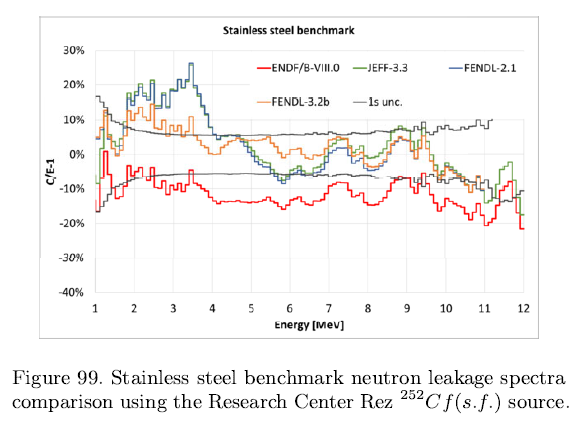 Stainless steel benchmark
30%
20%
10%
0%
-10%
-20%
-30%
-40%
C/E-1
ENDF/B-VIII.0 JEFF-3.3 FENDL-2.1
FENDL-3.2b 1s unc.
1 2 3 4 5 6 7 8 9 10 11 12
Energy [MeV]
Figure 99. Stainless steel benchmark neutron leakage spectra
comparison using the Research Center Rez ²⁵²Cf(s.f.) source.